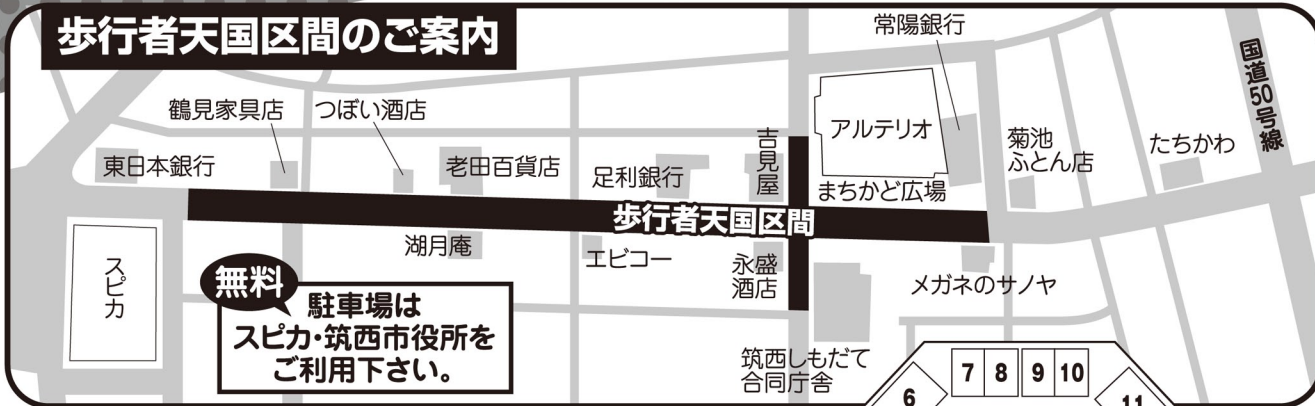 歩行者天国区間のご案内
常陽銀行
国道50号線
鶴見家具店
つぼい酒店
東日本銀行
老田百貨店
足利銀行
吉見屋
アルテリオ
まちかど広場
菊池
ふとん店
たちかわ
歩行者天国区間
スピカ
湖月庵
エビコー
永盛
酒店
メガネのサノヤ
無料
駐車場は
スピカ・筑西市役所を
ご利用下さい。
筑西しもだて
合同庁舎
6
7
8
9
10
11